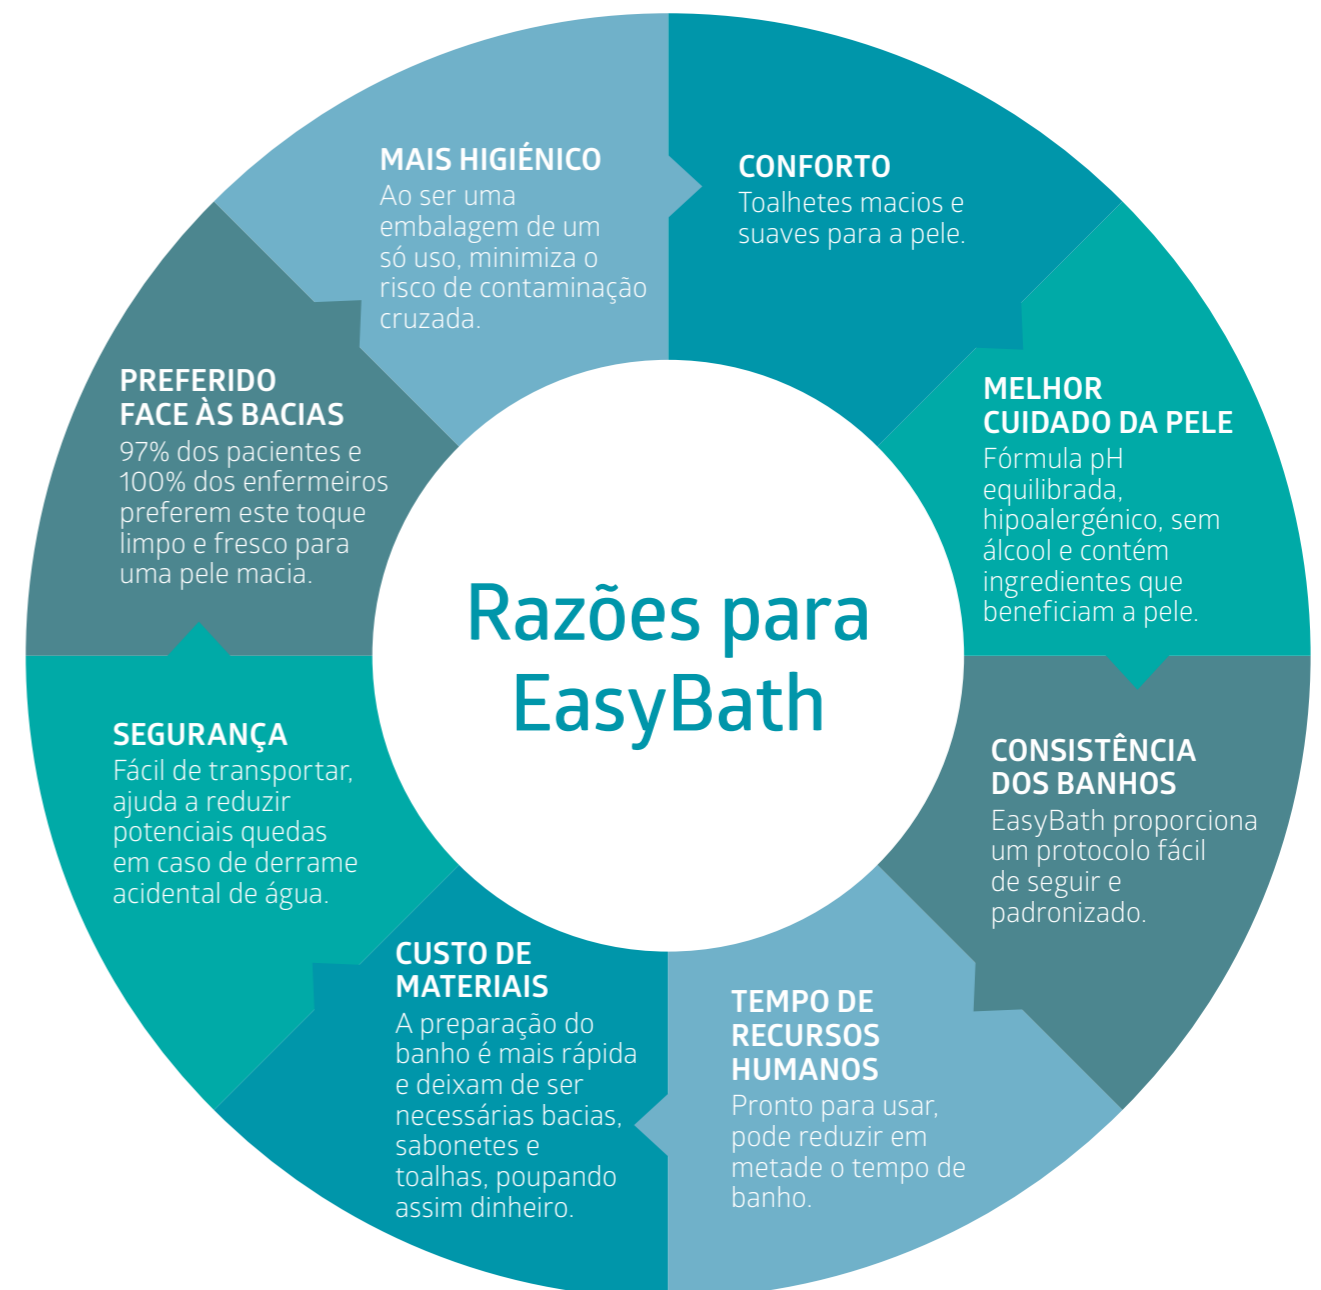 Razões para
EasyBath
CONFORTO
Toalhetes macios e
suaves para a pele.
MELHOR
CUIDADO DA PELE
Fórmula pH
equilibrada,
hipoalergénico, sem
álcool e contém
ingredientes que
beneficiam a pele.
CONSISTÊNCIA
DOS BANHOS
EasyBath proporciona
um protocolo fácil
de seguir e
padronizado.
TEMPO DE
RECURSOS
HUMANOS
Pronto para usar,
pode reduzir em
metade o tempo de
banho.
CUSTO DE
MATERIAIS
A preparação do
banho é mais rápida
e deixam de ser
necessárias bacias,
sabonetes e
toalhas, poupando
assim dinheiro.
SEGURANÇA
Fácil de transportar,
ajuda a reduzir
potenciais quedas
em caso de derrame
acidental de água.
PREFERIDO
FACE ÀS BACIAS
97% dos pacientes e
100% dos enfermeiros
preferem este toque
limpo e fresco para
uma pele macia.
MAIS HIGIÉNICO
Ao ser uma
embalagem de um
só uso, minimiza o
risco de contaminação
cruzada.